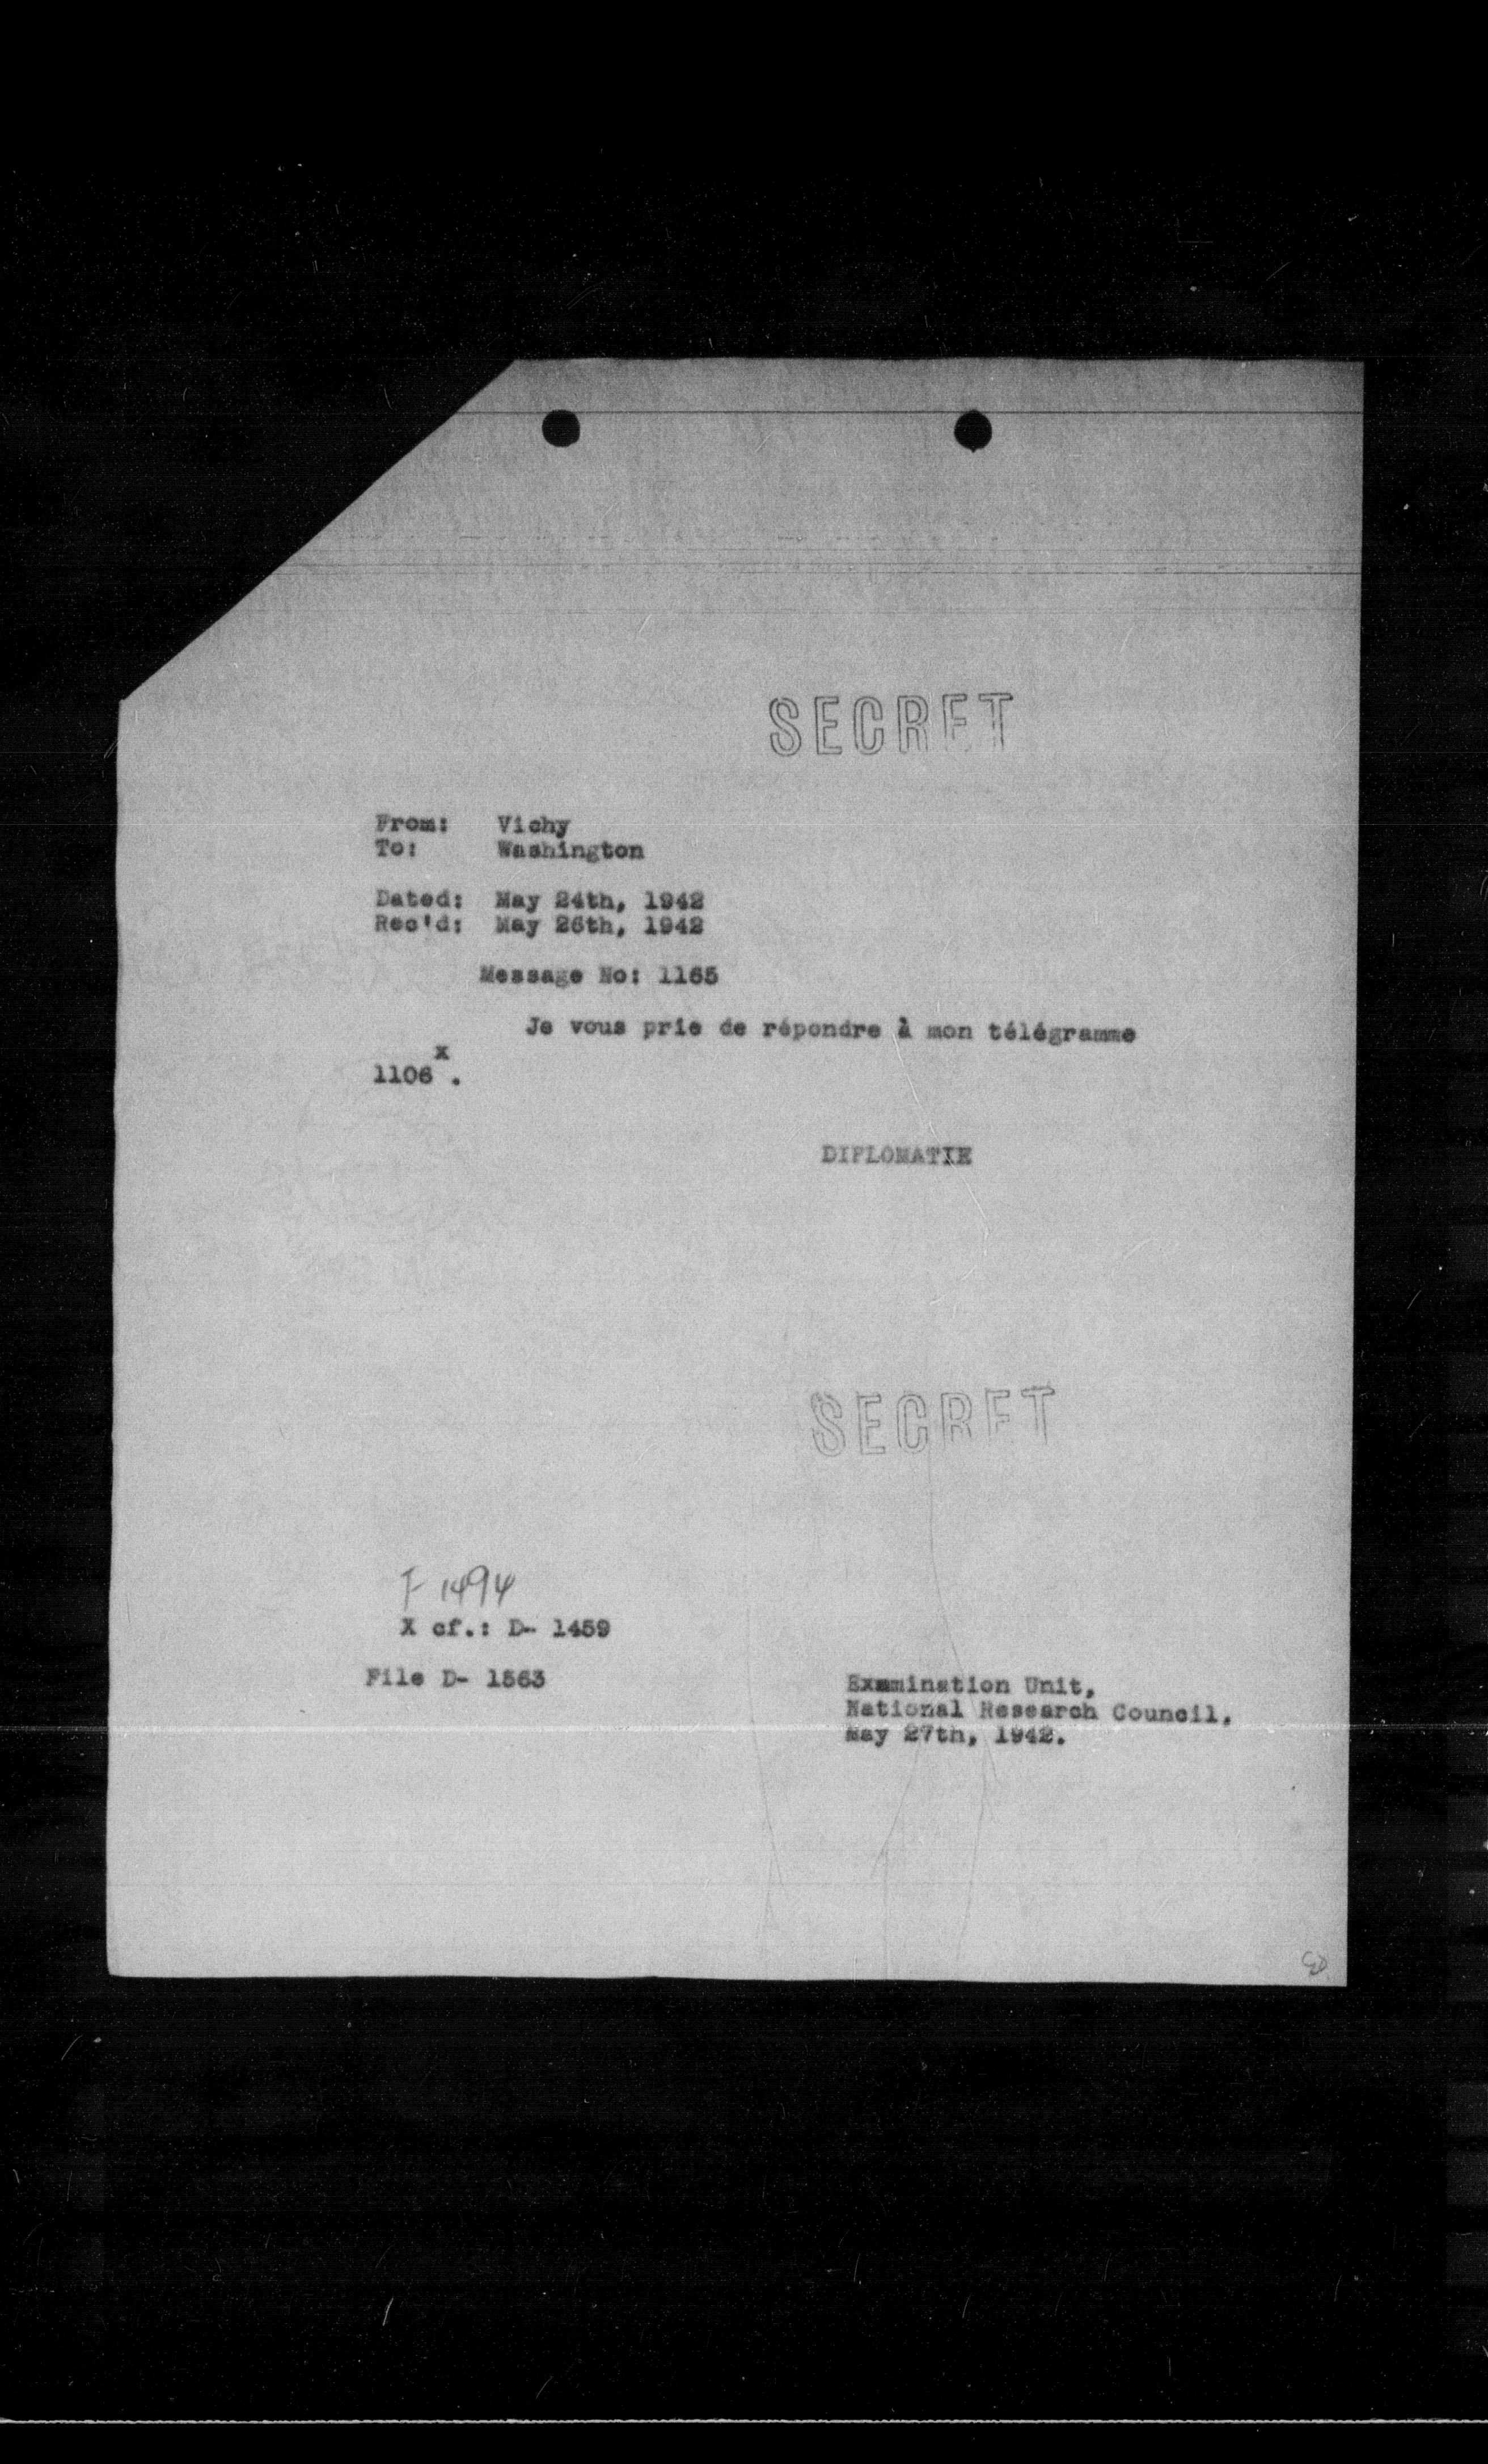 SECRET
From: Vichy
To: Washington
Dated: May 24th, 1942
Rec'd: May 26th, 1942
Message No: 1165
Je vous prie de répondre à mon télégramme
1106 x.
DIPLOMATIE
SECRET
F 1494
X cf.: D- 1459
File D- 1563
Examination Unit,
National Research Council,
May 27th, 1942.